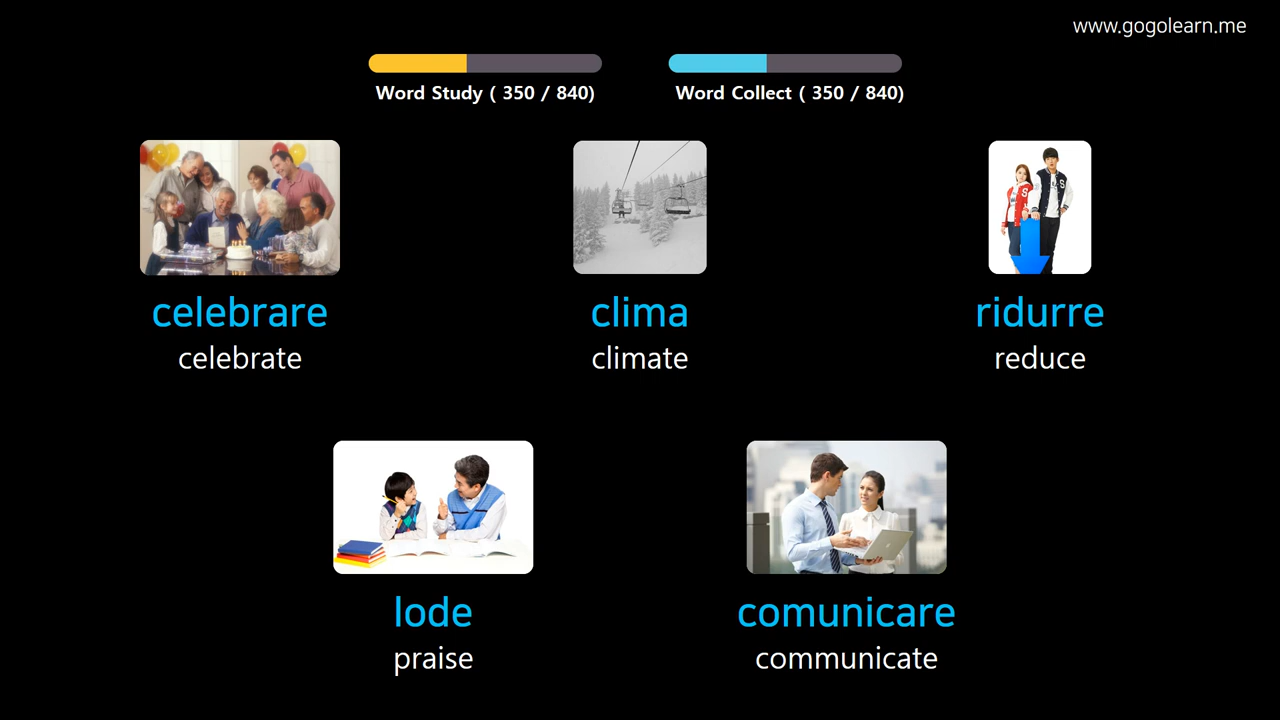 www.gogolearn.me
Word Study ( 350 / 840)
Word Collect ( 350 / 840)
celebrare
celebrate
clima
climate
ridurre
reduce
lode
praise
comunicare
communicate